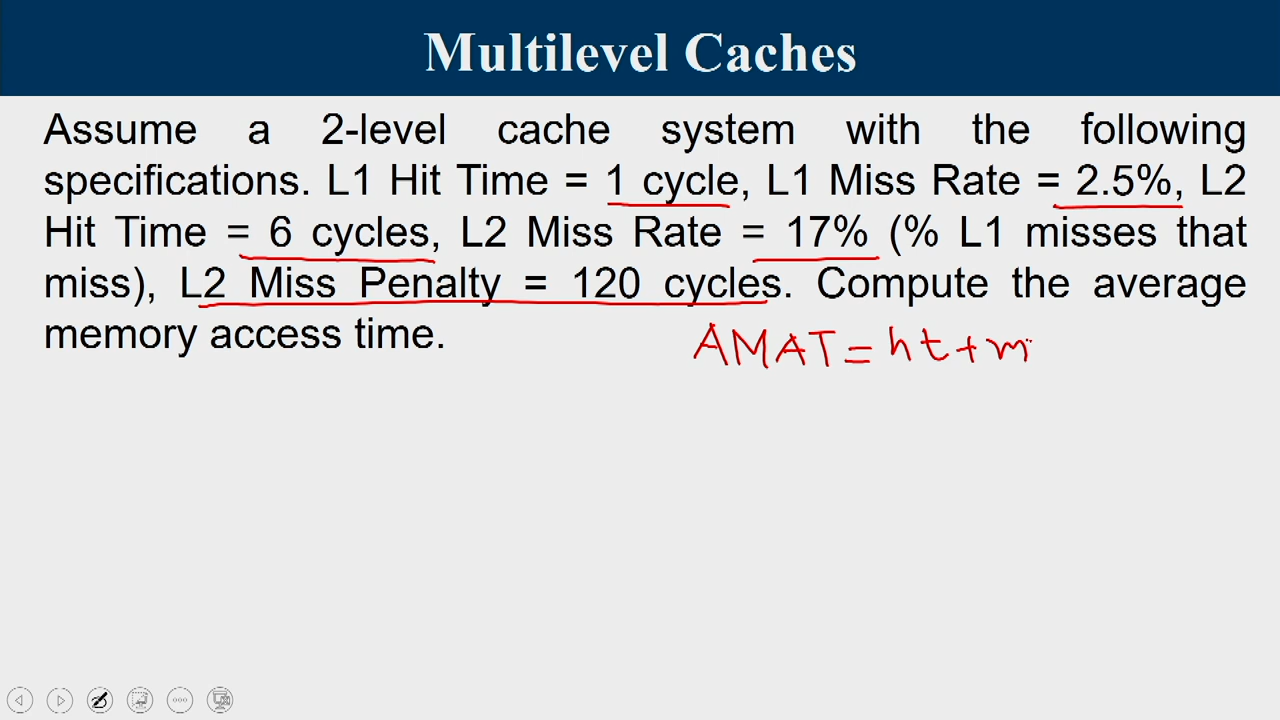 Multilevel Caches
Assume a 2-level cache system with the following
specifications. L1 Hit Time = 1 cycle, L1 Miss Rate = 2.5%, L2
Hit Time = 6 cycles, L2 Miss Rate = 17% (% L1 misses that
miss), L2 Miss Penalty = 120 cycles. Compute the average
memory access time.
AMAT = ht + m